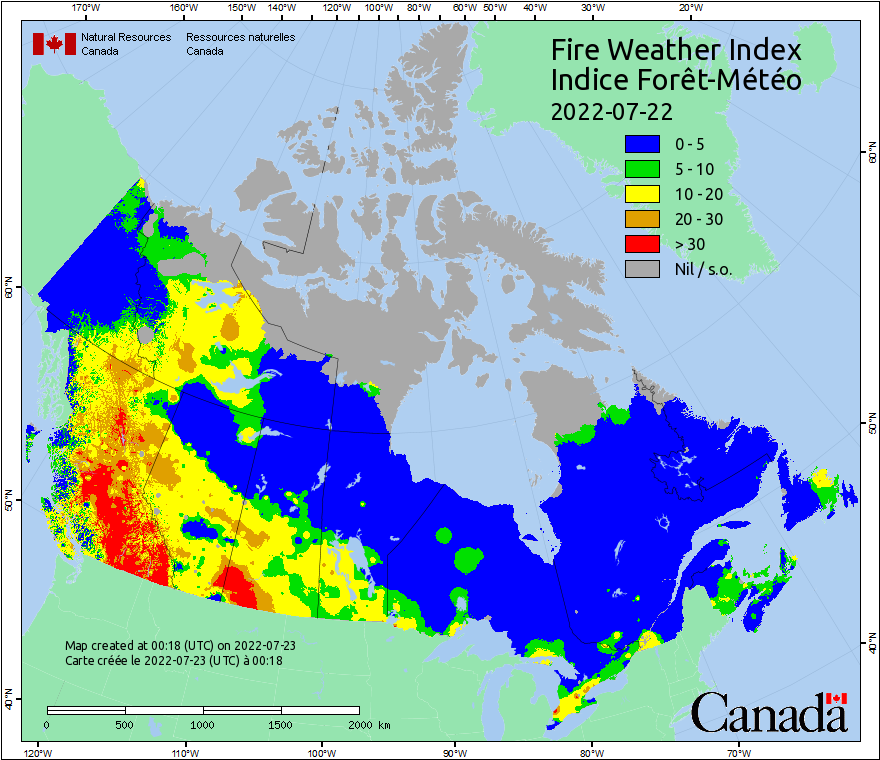 170°W 160°W 150°W 140°W 120°W 100°W 80°W 60°W 50°W 40°W 30°W 20°W
Natural Resources Ressources naturelles
Canada Canada
Fire Weather Index
Indice Forêt-Météo
2022-07-22
0 - 5
5 - 10
10 - 20
20 - 30
> 30
Nil / s.o.
60°N
60°N
50°N
50°N
40°N
40°N
Map created at 00:18 (UTC) on 2022-07-23
Carte créée le 2022-07-23 (UTC) à 00:18
0 500 1000 1500 2000 km
Canada
120°W 110°W 100°W 90°W 80°W 70°W